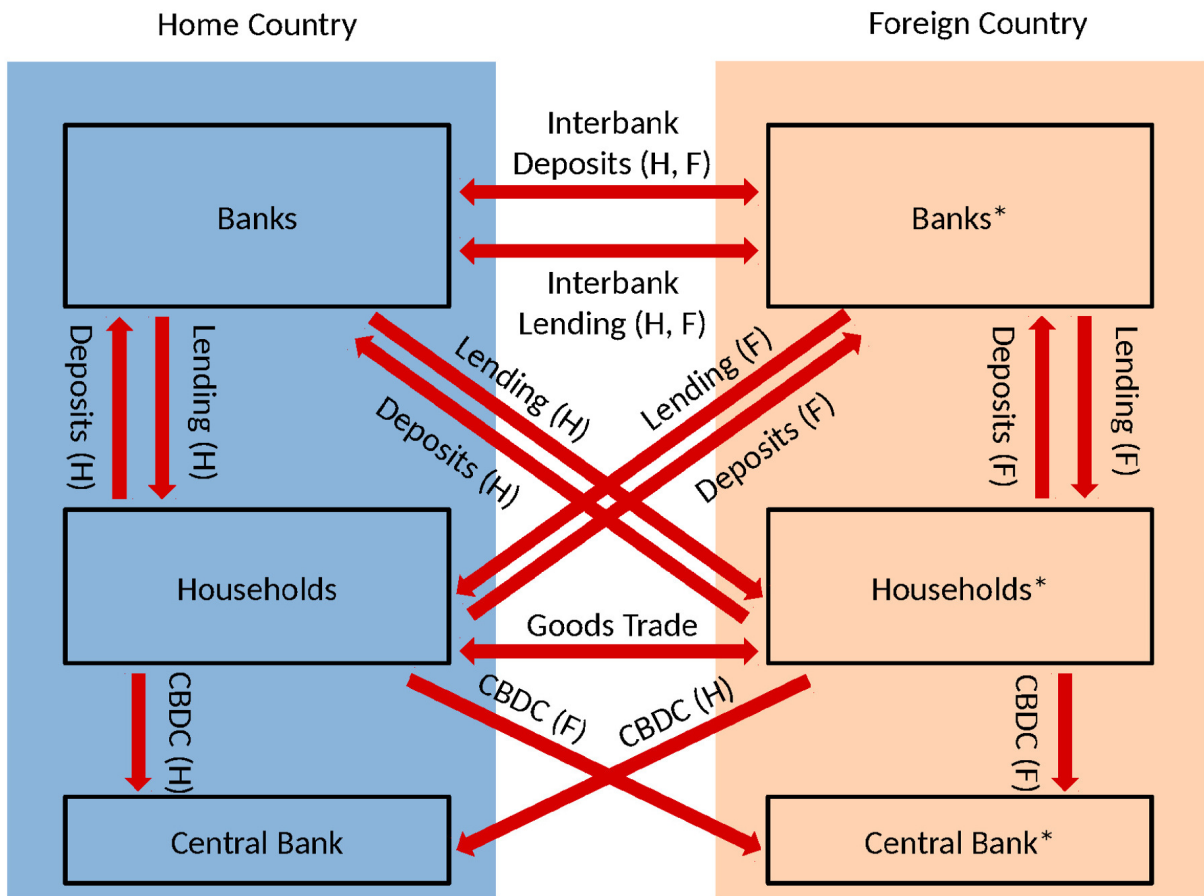 Home Country
Foreign Country
Interbank
Deposits (H, F)
Banks
Banks*
Interbank
Lending (H, F)
Deposits (H)
Lending (H)
Lending (H)
Deposits (H)
Lending (F)
Deposits (F)
Deposits (F)
Lending (F)
Households
Households*
Goods Trade
CBDC (H)
CBDC (F)
CBDC (H)
CBDC (F)
Central Bank
Central Bank*